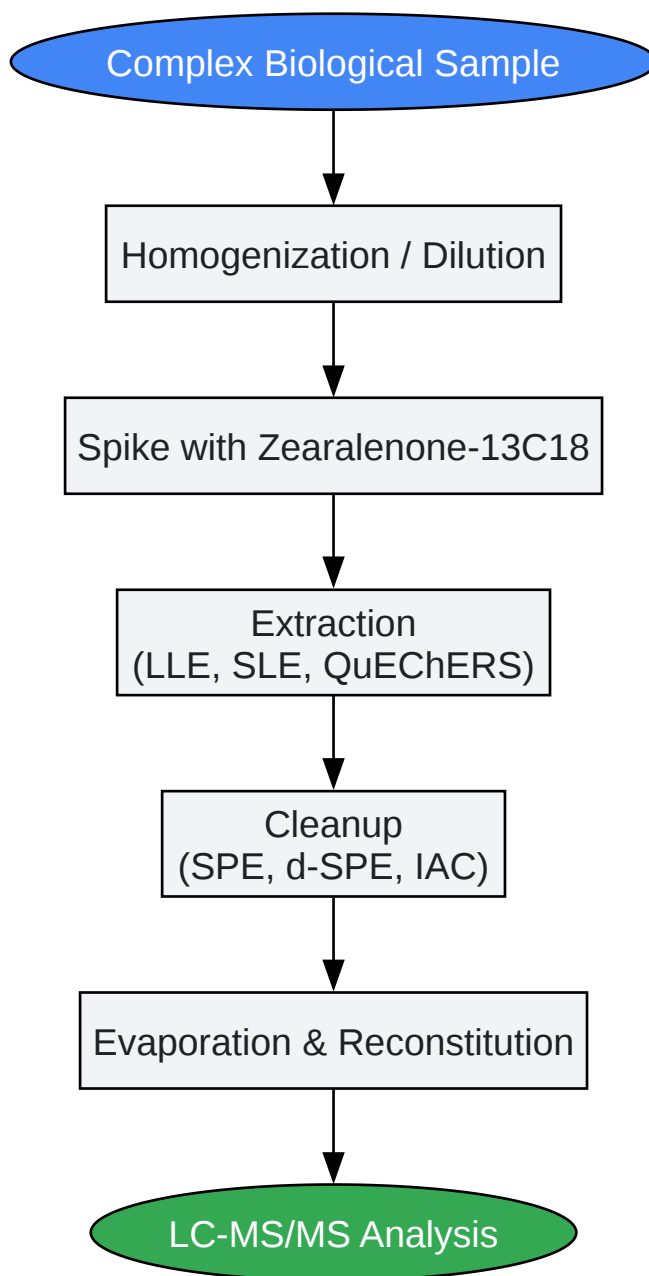 Complex Biological Sample
Homogenization / Dilution
Spike with Zearalenone-13C18
Extraction
(LLE, SLE, QuEChERS)
Cleanup
(SPE, d-SPE, IAC)
Evaporation & Reconstitution
LC-MS/MS Analysis